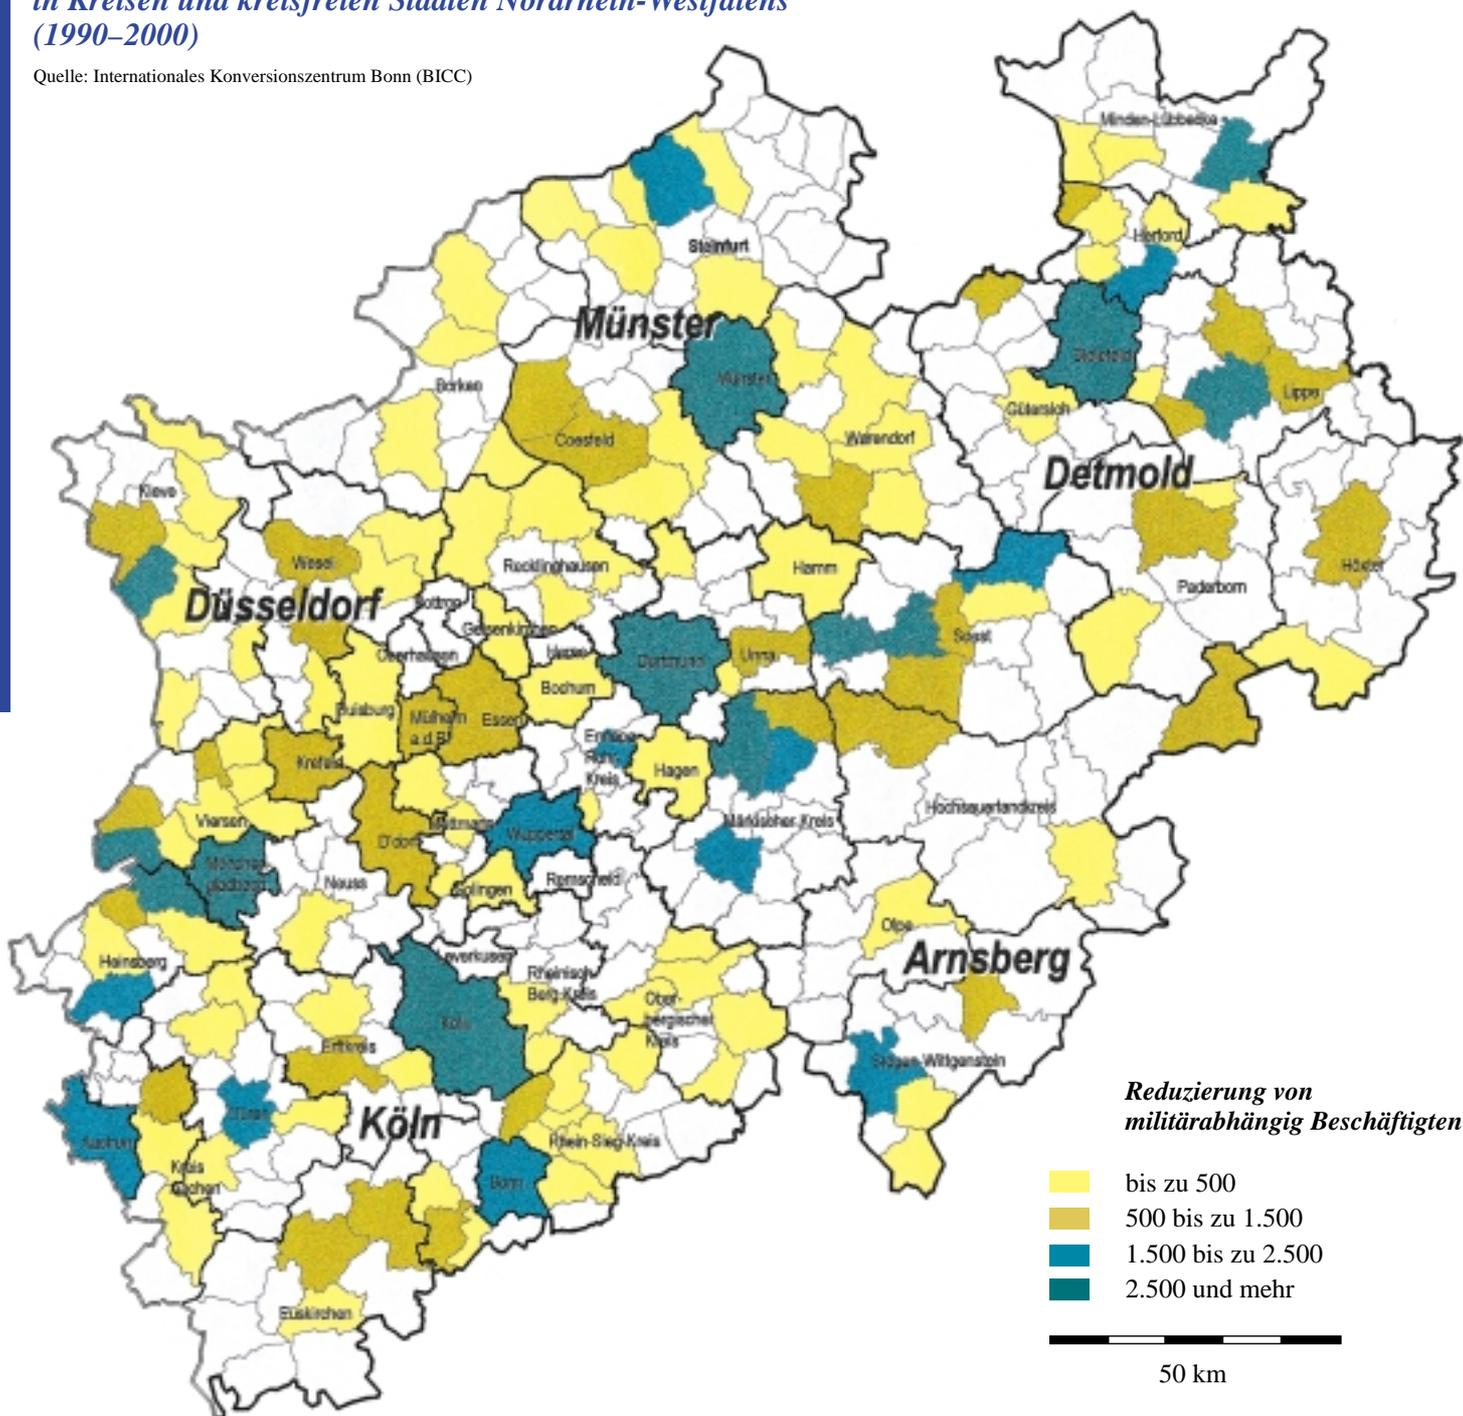 in Kreisen und kreisfreien Städten Nordrhein-Westfalens
(1990–2000)
Quelle: Internationales Konversionszentrum Bonn (BICC)
Minden-Lübbecke
Herford
Steinfurt
Münster
Bielefeld
Münster
Borken
Lippe
Gütersloh
Coesfeld
Warendorf
Detmold
Kleve
Wesel
Recklinghausen
Hamm
Höxter
Paderborn
Düsseldorf
Bottrop
Gelsenkirchen
Soest
Oberhausen
Herne
Dortmund
Unna
Bochum
Duisburg
Mülheim
a.d.R.
Essen
Ennepe-
Ruhr-
Kreis
Krefeld
Hagen
Hochsauerlandkreis
Viersen
Mettmann
Wuppertal
Märkischer Kreis
D'dorf
Mönchen-
gladbach
Neuss
Solingen
Remscheid
Olpe
Arnsberg
Heinsberg
Leverkusen
Rheinisch-
Berg-Kreis
Ober-
bergischer
Kreis
Köln
Erftkreis
Siegen-Wittgenstein
Düren
Köln
Aachen
Rhein-Sieg-Kreis
Kreis
Aachen
Bonn
Euskirchen
Reduzierung von
militärabhängig Beschäftigten
bis zu 500
500 bis zu 1.500
1.500 bis zu 2.500
2.500 und mehr
50 km